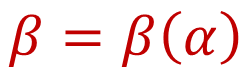 β = β(α)